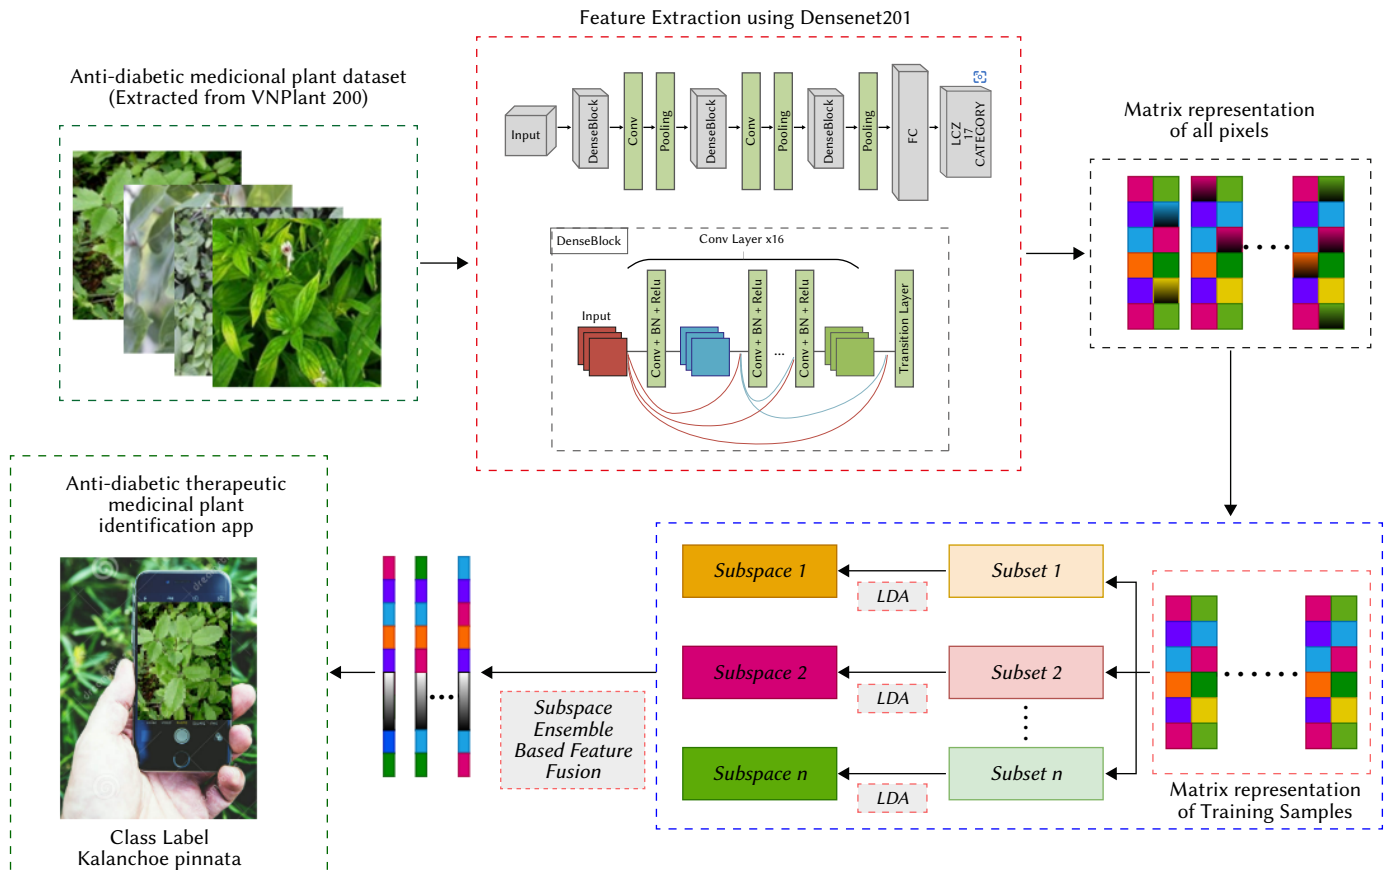 Feature Extraction using Densenet201
Anti-diabetic medicional plant dataset
(Extracted from VNPlant 200)
Input
DenseBlock
Conv
Pooling
DenseBlock
Conv
Pooling
DenseBlock
Pooling
FC
LCZ
17
CATEGORY
Matrix representation
of all pixels
DenseBlock
Conv Layer x16
Input
Conv + BN + Relu
Conv + BN + Relu
...
Conv + BN + Relu
Transition Layer
Anti-diabetic therapeutic
medicinal plant
identification app
Class Label
Kalanchoe pinnata
Subspace
Ensemble
Based Feature
Fusion
Subspace 1
LDA
Subset 1
Subspace 2
LDA
Subset 2
Subspace n
LDA
Subset n
Matrix representation
of Training Samples